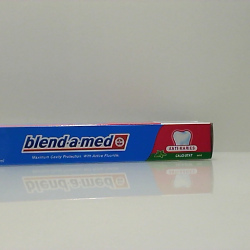 blend-a-med
Maximum Cavity Protection With Active Fluoride
ANTI-KARIES